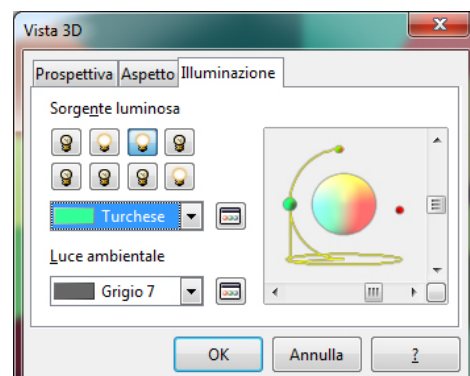 Vista 3D
Prospettiva Aspetto Illuminazione
Sorgente luminosa
Turchese
Luce ambientale
Grigio 7
OK Annulla ?